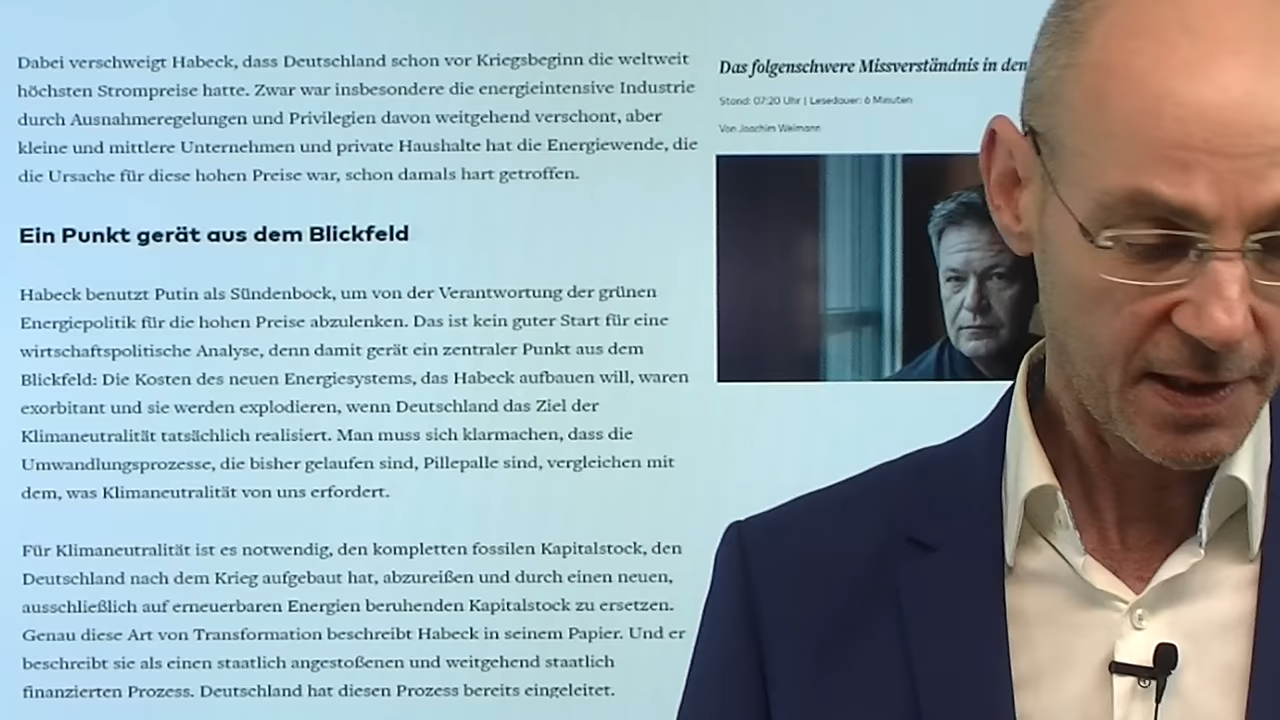 Dabei verschweigt Habeck, dass Deutschland schon vor Kriegsbeginn die weltweit
höchsten Strompreise hatte. Zwar war insbesondere die energieintensive Industrie
durch Ausnahmeregelungen und Privilegien davon weitgehend verschont, aber
kleine und mittlere Unternehmen und private Haushalte hat die Energiewende, die
die Ursache für diese hohen Preise war, schon damals hart getroffen.
Ein Punkt gerät aus dem Blickfeld
Habeck benutzt Putin als Sündenbock, um von der Verantwortung der grünen
Energiepolitik für die hohen Preise abzulenken. Das ist kein guter Start für eine
wirtschaftspolitische Analyse, denn damit gerät ein zentraler Punkt aus dem
Blickfeld: Die Kosten des neuen Energiesystems, das Habeck aufbauen will, waren
exorbitant und sie werden explodieren, wenn Deutschland das Ziel der
Klimaneutralität tatsächlich realisiert. Man muss sich klarmachen, dass die
Umwandlungsprozesse, die bisher gelaufen sind, Pillepalle sind, vergleichen mit
dem, was Klimaneutralität von uns erfordert.
Für Klimaneutralität ist es notwendig, den kompletten fossilen Kapitalstock, den
Deutschland nach dem Krieg aufgebaut hat, abzureißen und durch einen neuen,
ausschließlich auf erneuerbaren Energien beruhenden Kapitalstock zu ersetzen.
Genau diese Art von Transformation beschreibt Habeck in seinem Papier. Und er
beschreibt sie als einen staatlich angestoßenen und weitgehend staatlich
finanzierten Prozess. Deutschland hat diesen Prozess bereits eingeleitet.
Das folgenschwere Missverständnis in den
Stand: 07:20 Uhr | Lesedauer: 6 Minuten
Von Joachim Weimann